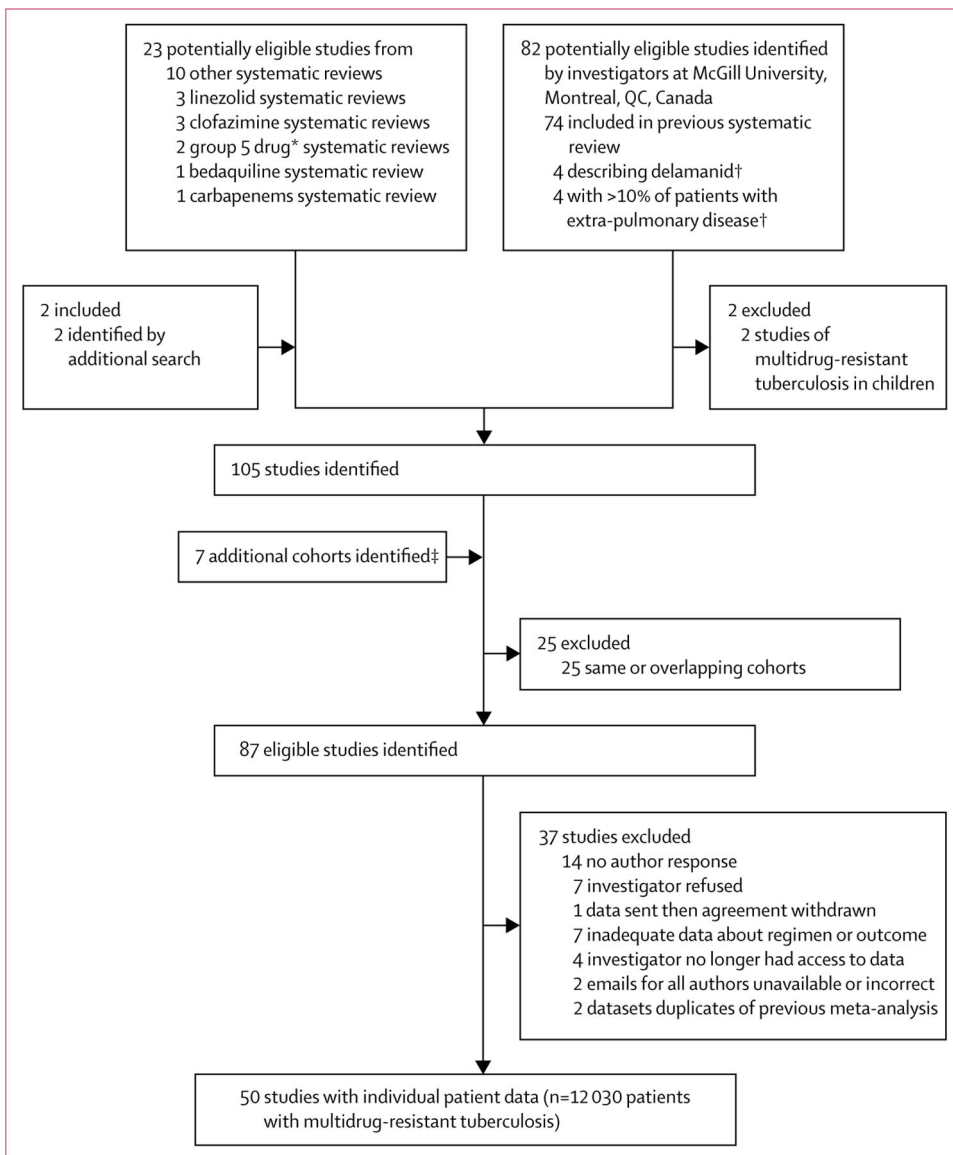 23 potentially eligible studies from
10 other systematic reviews
3 linezolid systematic reviews
3 clofazimine systematic reviews
2 group 5 drug* systematic reviews
1 bedaquiline systematic review
1 carbapenems systematic review
82 potentially eligible studies identified
by investigators at McGill University,
Montreal, QC, Canada
74 included in previous systematic
review
4 describing delamanid†
4 with >10% of patients with
extra-pulmonary disease†
2 included
2 identified by
additional search
2 excluded
2 studies of
multidrug-resistant
tuberculosis in children
105 studies identified
7 additional cohorts identified‡
25 excluded
25 same or overlapping cohorts
87 eligible studies identified
37 studies excluded
14 no author response
7 investigator refused
1 data sent then agreement withdrawn
7 inadequate data about regimen or outcome
4 investigator no longer had access to data
2 emails for all authors unavailable or incorrect
2 datasets duplicates of previous meta-analysis
50 studies with individual patient data (n=12 030 patients
with multidrug-resistant tuberculosis)